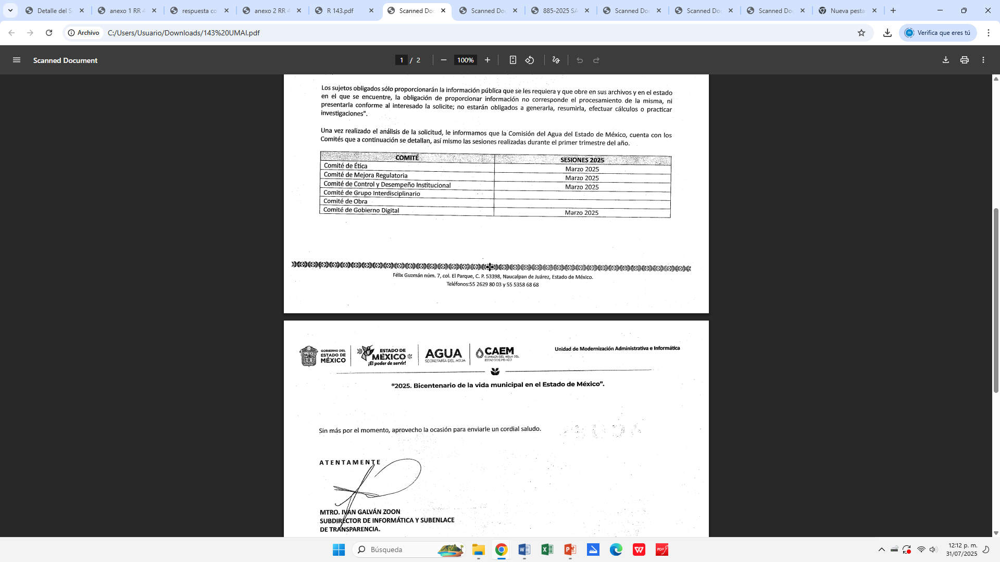 Detalle del S
anexo 1 RR 4
respuesta co
anexo 2 RR 4
R 143.pdf
Scanned Doc
Scanned Doc
885-2025 SA
Scanned Doc
Scanned Doc
Scanned Doc
Nueva pesta
Archivo
C:/Users/Usuario/Downloads/143%20UMAI.pdf
Verifica que eres tú
Scanned Document
1 / 2
100%
Los sujetos obligados sólo proporcionarán la información pública que se les requiera y que obre en sus archivos y en el estado
en el que se encuentre, la obligación de proporcionar información no corresponde el procesamiento de la misma, ni
presentarla conforme al interesado la solicite; no estarán obligados a generarla, resumirla, efectuar cálculos o practicar
investigaciones".
Una vez realizado el análisis de la solicitud, le informamos que la Comisión del Agua del Estado de México, cuenta con los
Comités que a continuación se detallan, así mismo las sesiones realizadas durante el primer trimestre del año.
COMITÉ SESIONES 2025
Comité de Ética Marzo 2025
Comité de Mejora Regulatoria Marzo 2025
Comité de Control y Desempeño Institucional Marzo 2025
Comité de Grupo Interdisciplinario
Comité de Obra
Comité de Gobierno Digital Marzo 2025
Félix Guzmán núm. 7, col. El Parque, C. P. 53398, Naucalpan de Juárez, Estado de México.
Teléfonos:55 2629 80 03 y 55 5358 68 68
GOBIERNO DEL
ESTADO DE
MÉXICO
ESTADO DE
MÉXICO
¡El poder de servir!
AGUA
SECRETARÍA DEL AGUA
CAEM
COMISIÓN DEL AGUA DEL
ESTADO DE MÉXICO
Unidad de Modernización Administrativa e Informática
“2025. Bicentenario de la vida municipal en el Estado de México”.
Sin más por el momento, aprovecho la ocasión para enviarle un cordial saludo.
ATENTAMENTE
MTRO. IVÁN GALVÁN ZOON
SUBDIRECTOR DE INFORMÁTICA Y SUBENLACE
DE TRANSPARENCIA.
Búsqueda
12:12 p. m.
31/07/2025